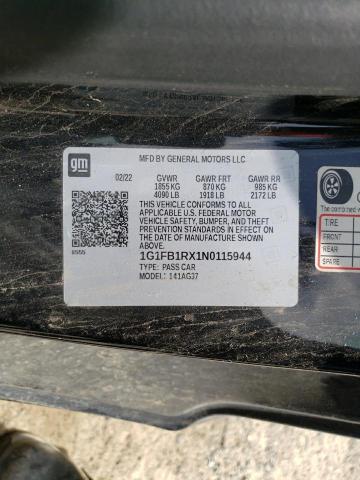 gm
MFD BY GENERAL MOTORS LLC
02/22 GVWR GAWR FRT GAWR RR
1855 KG 870 KG 985 KG
4090 LB 1918 LB 2172 LB
THIS VEHICLE CONFORMS TO ALL
APPLICABLE U.S. FEDERAL MOTOR
VEHICLE SAFETY, BUMPER, AND THEFT
PREVENTION STANDARDS IN EFFECT
ON THE DATE OF MANUFACTURE
SHOWN ABOVE.
1G1FB1RX1N0115944
TYPE: PASS CAR
MODEL: 141AG37
TIRE
FRONT
REAR
SPARE